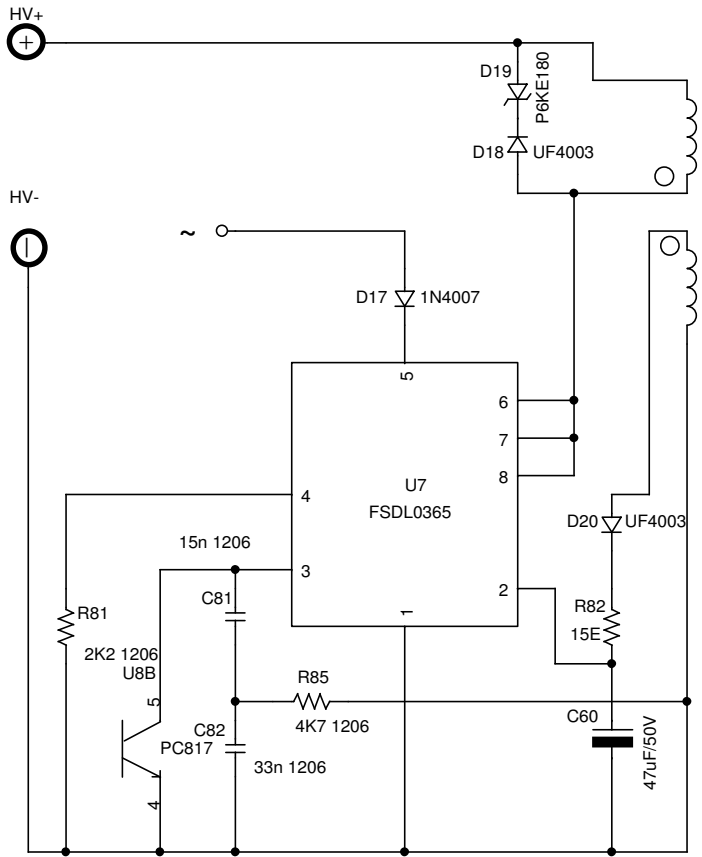 HV+
+
D19
P6KE180
D18 UF4003
HV-
~
D17 1N4007
5
6
7
8
U7
FSDL0365
4
D20 UF4003
15n 1206
3
C81
2
1
R82
15E
R81
2K2 1206
U8B
R85
4K7 1206
5
C82
PC817
33n 1206
C60
47uF/50V
4